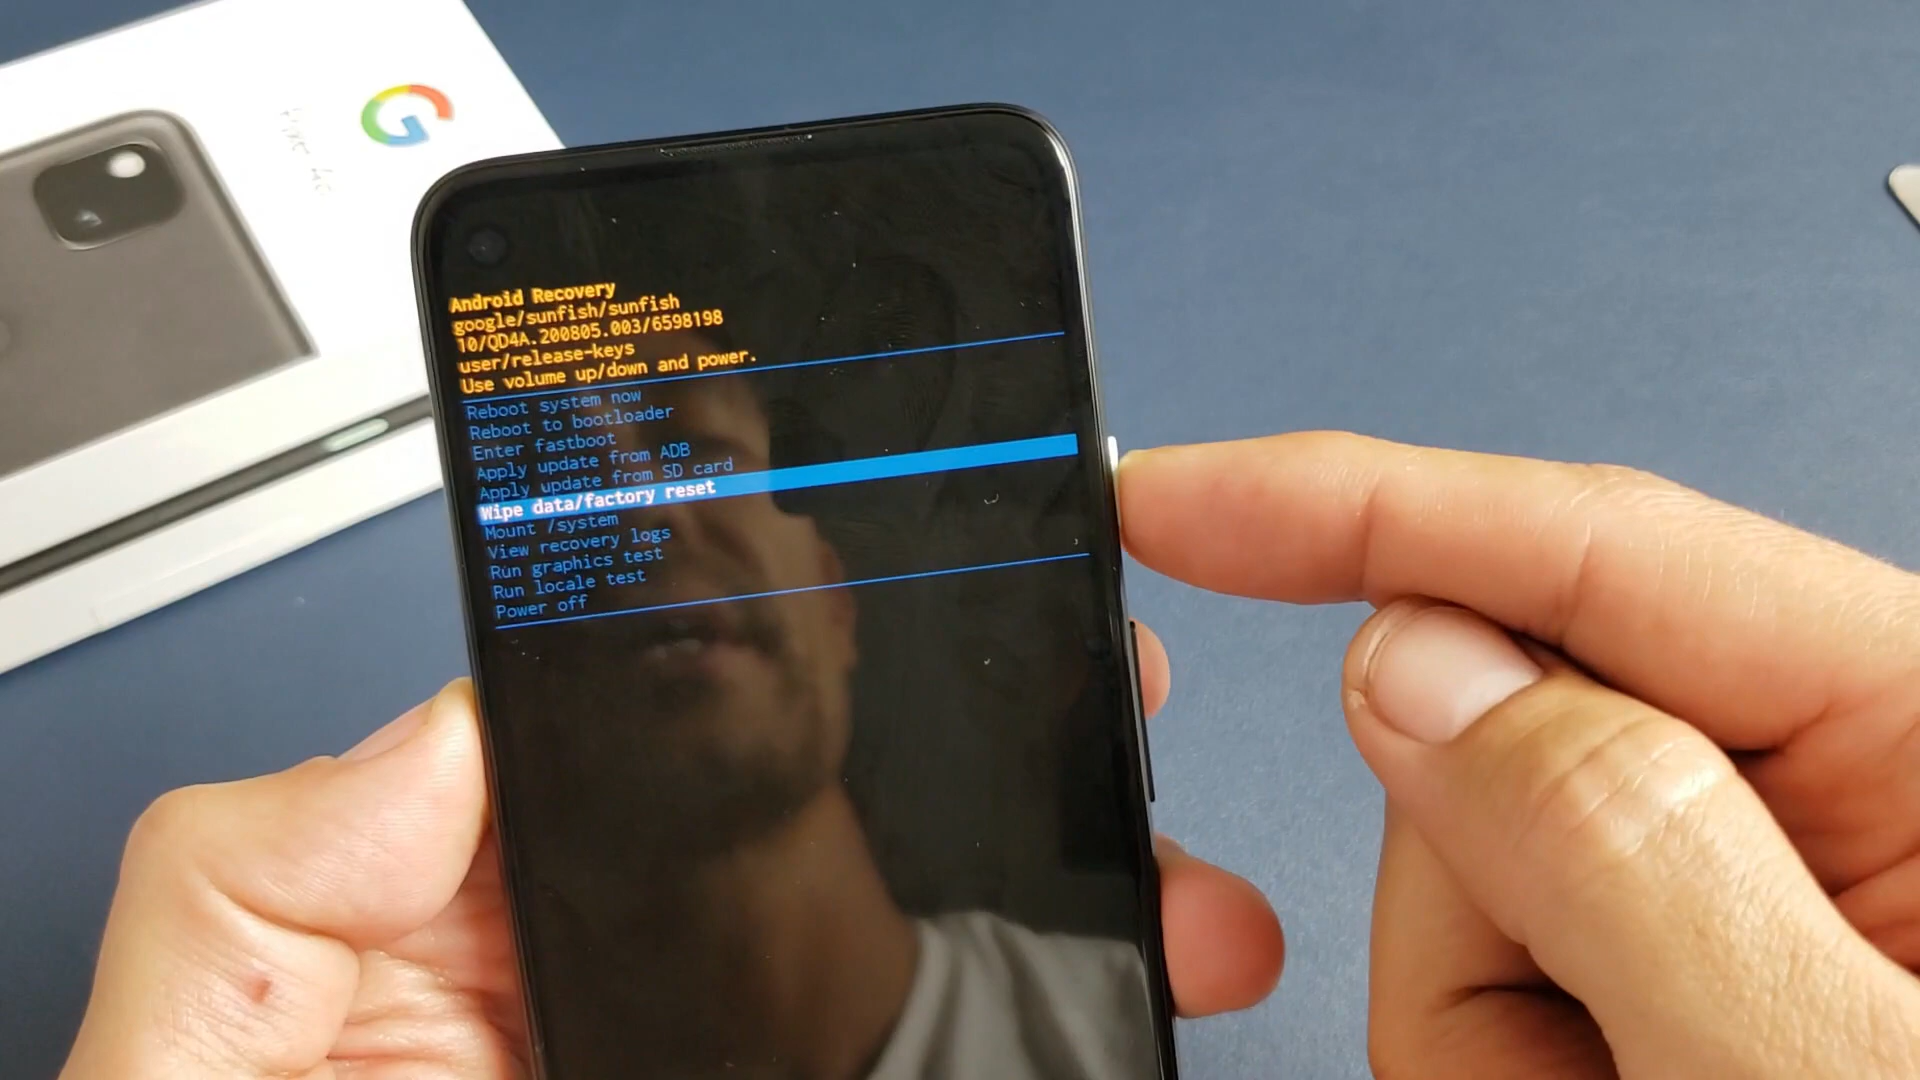 Android Recovery
google/sunfish/sunfish
10/QD4A.200805.003/6598198
user/release-keys
Use volume up/down and power.
Reboot system now
Reboot to bootloader
Enter fastboot
Apply update from ADB
Apply update from SD card
Wipe data/factory reset
Mount /system
View recovery logs
Run graphics test
Run locale test
Power off
G